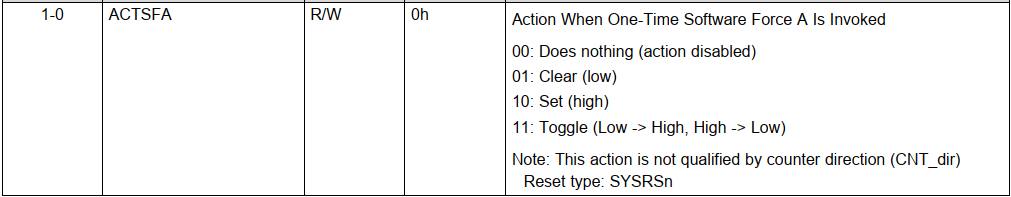 1-0 ACTSFA R/W 0h Action When One-Time Software Force A Is Invoked
00: Does nothing (action disabled)
01: Clear (low)
10: Set (high)
11: Toggle (Low -> High, High -> Low)
Note: This action is not qualified by counter direction (CNT_dir)
Reset type: SYSRSn